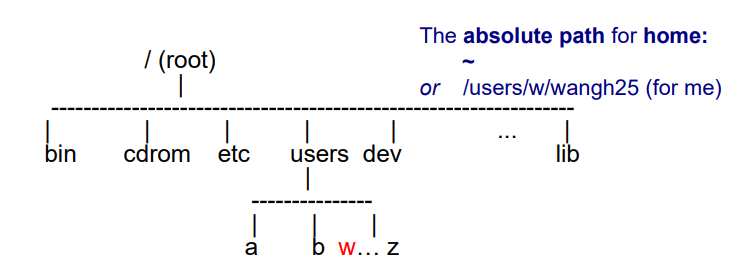 The absolute path for home:
/ (root)
~
or /users/w/wangh25 (for me)
bin cdrom etc users dev ... lib
a b w... z